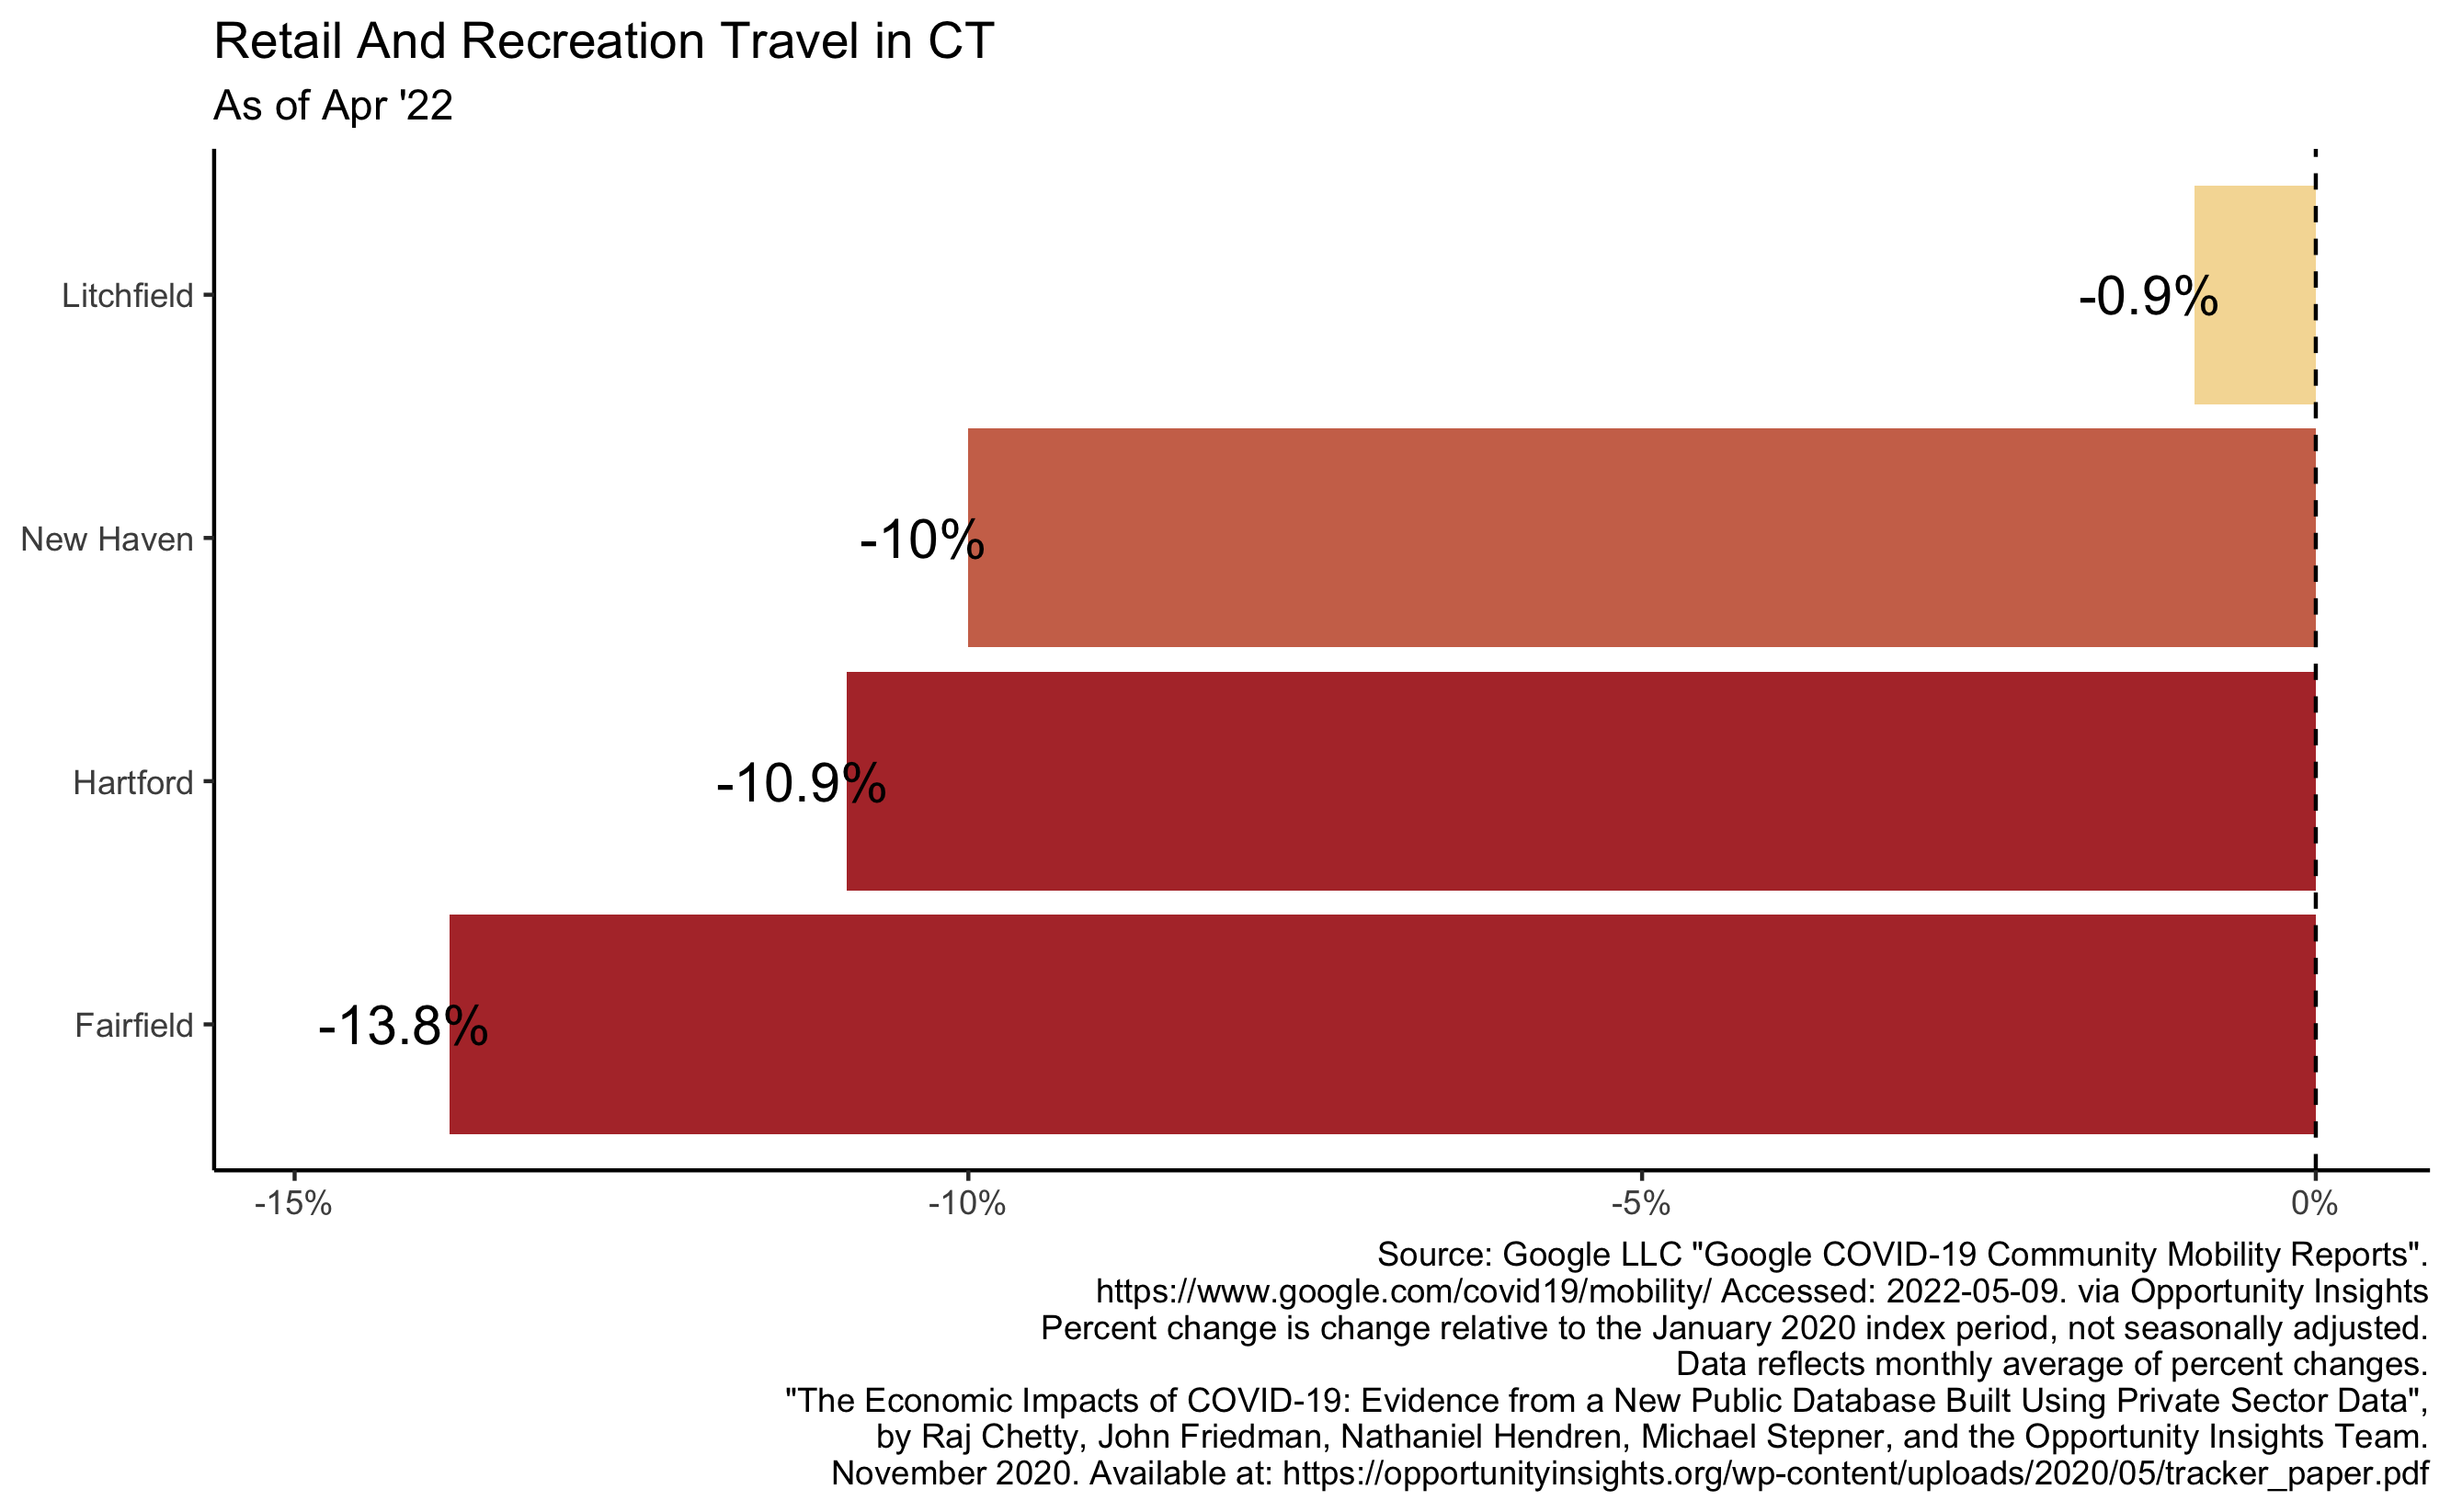 Retail And Recreation Travel in CT
As of Apr '22
Litchfield
-0.9%
New Haven
-10%
Hartford
-10.9%
Fairfield
-13.8%
-15%
-10%
-5%
0%
Source: Google LLC "Google COVID-19 Community Mobility Reports".
https://www.google.com/covid19/mobility/ Accessed: 2022-05-09. via Opportunity Insights
Percent change is change relative to the January 2020 index period, not seasonally adjusted.
Data reflects monthly average of percent changes.
"The Economic Impacts of COVID-19: Evidence from a New Public Database Built Using Private Sector Data",
by Raj Chetty, John Friedman, Nathaniel Hendren, Michael Stepner, and the Opportunity Insights Team.
November 2020. Available at: https://opportunityinsights.org/wp-content/uploads/2020/05/tracker_paper.pdf